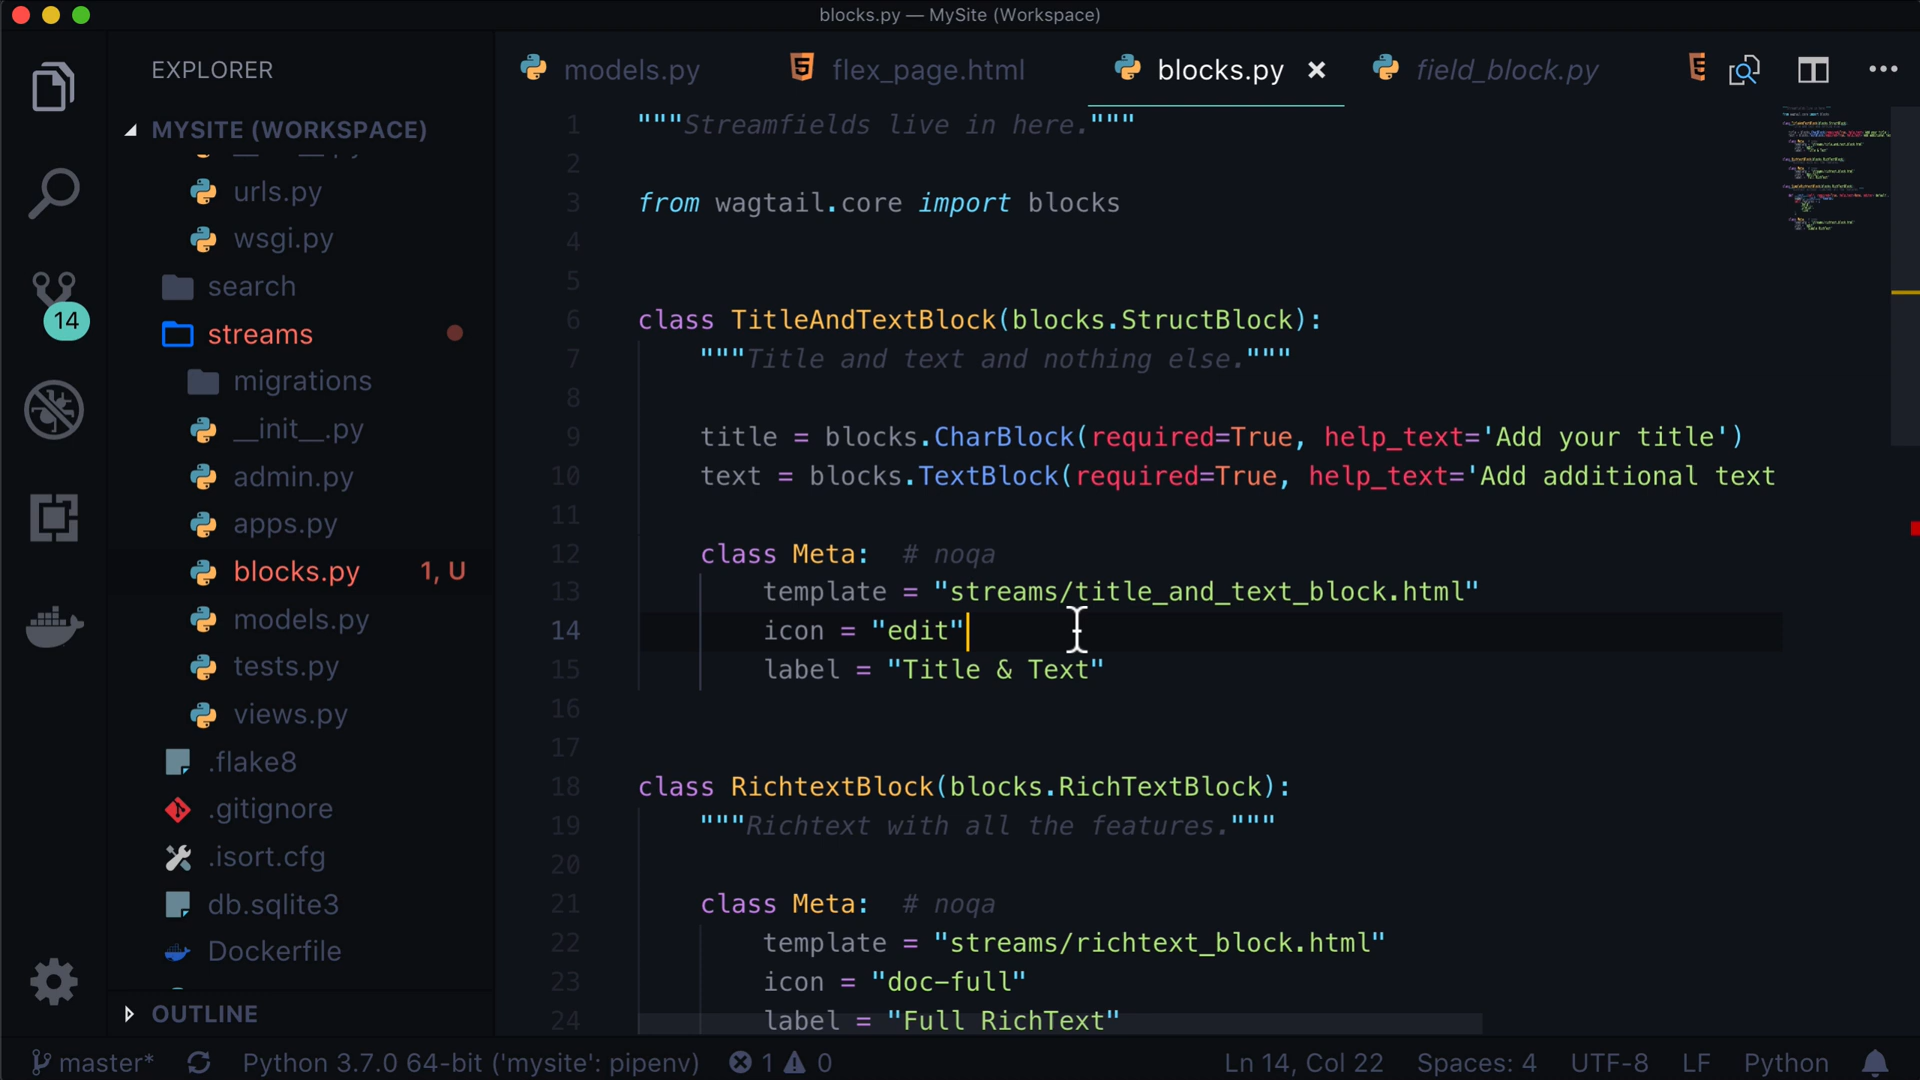 blocks.py — MySite (Workspace)
EXPLORER
MYSITE (WORKSPACE)
urls.py
wsgi.py
search
streams
migrations
__init__.py
admin.py
apps.py
blocks.py 1, U
models.py
tests.py
views.py
.flake8
.gitignore
.isort.cfg
db.sqlite3
Dockerfile
OUTLINE
14
models.py flex_page.html blocks.py × field_block.py
1 """Streamfields live in here."""
2
3 from wagtail.core import blocks
4
5
6 class TitleAndTextBlock(blocks.StructBlock):
7 """Title and text and nothing else."""
8
9 title = blocks.CharBlock(required=True, help_text='Add your title')
10 text = blocks.TextBlock(required=True, help_text='Add additional text
11
12 class Meta:  # noqa
13 template = "streams/title_and_text_block.html"
14 icon = "edit"
15 label = "Title & Text"
16
17
18 class RichtextBlock(blocks.RichTextBlock):
19 """Richtext with all the features."""
20
21 class Meta:  # noqa
22 template = "streams/richtext_block.html"
23 icon = "doc-full"
24 label = "Full RichText"
master* Python 3.7.0 64-bit ('mysite': pipenv) 1 0 Ln 14, Col 22 Spaces: 4 UTF-8 LF Python